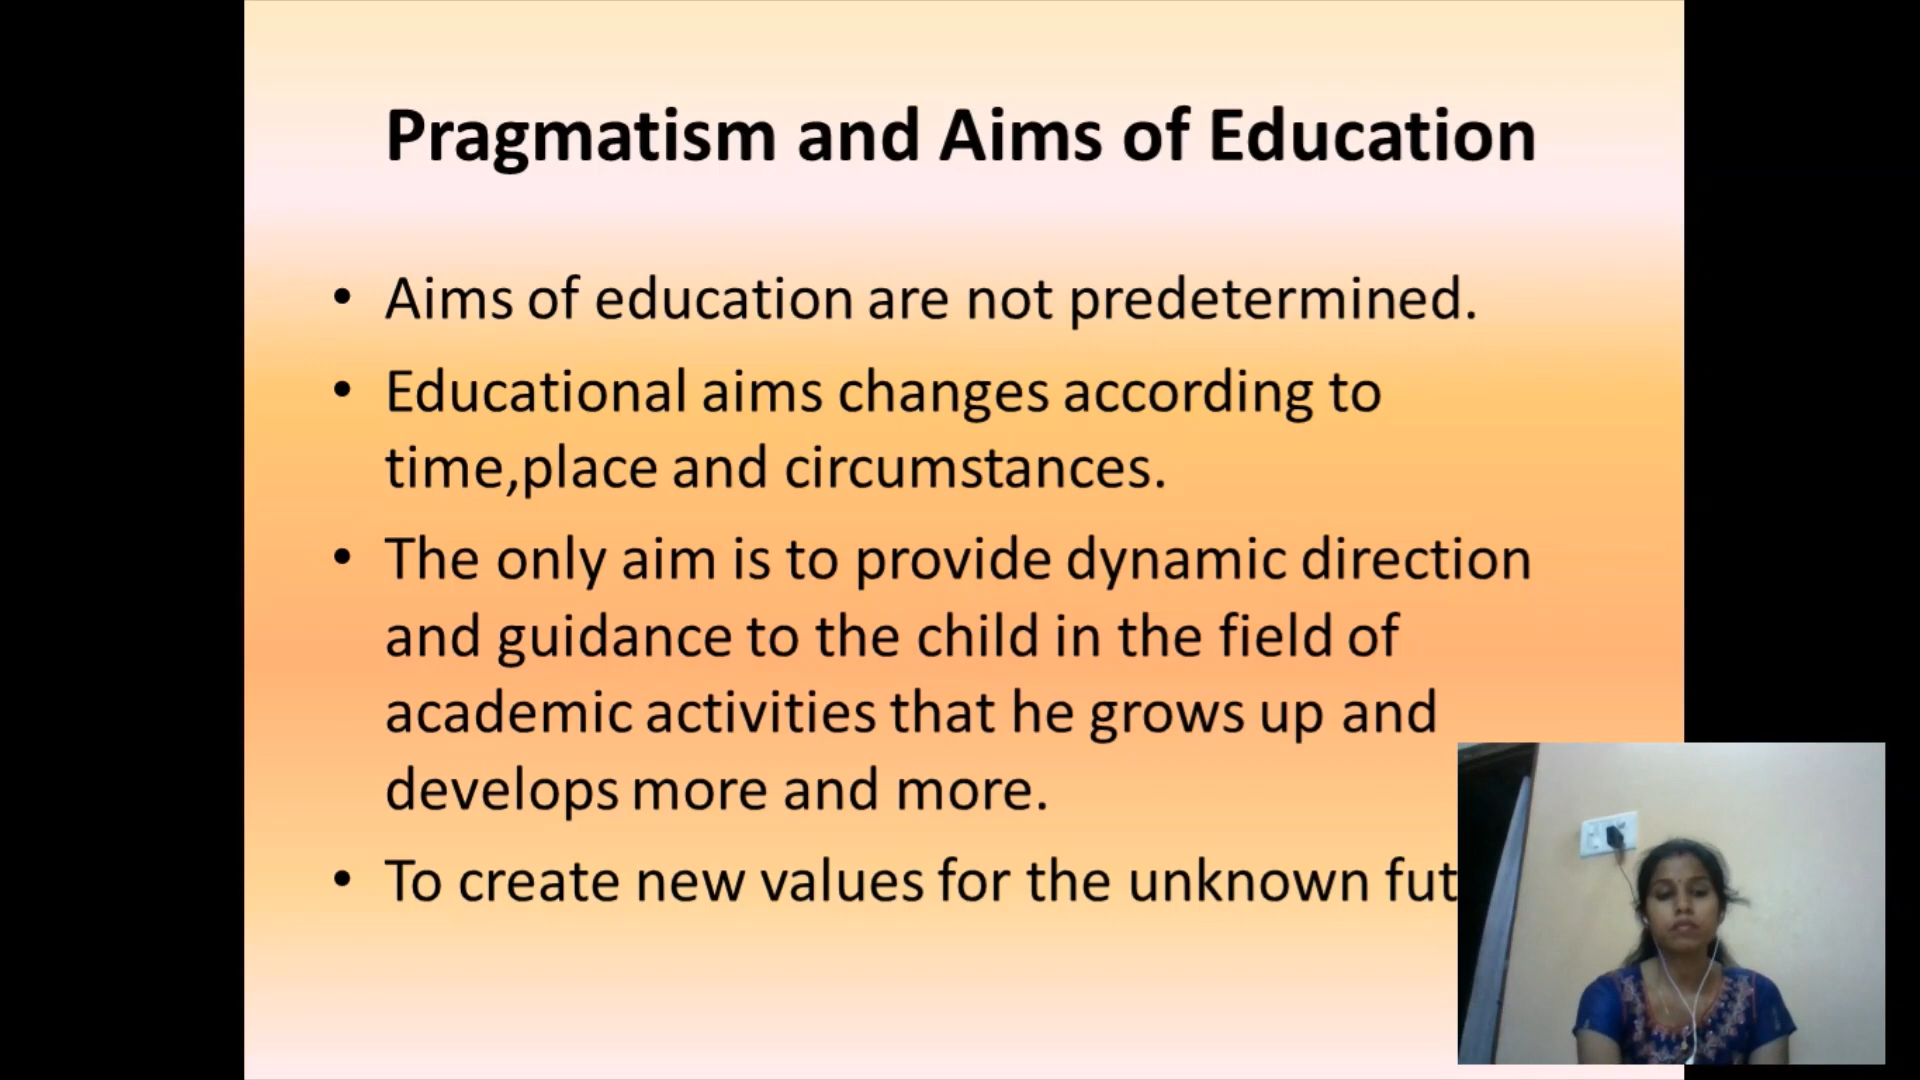 Pragmatism and Aims of Education
• Aims of education are not predetermined.
• Educational aims changes according to
time,place and circumstances.
• The only aim is to provide dynamic direction
and guidance to the child in the field of
academic activities that he grows up and
develops more and more.
• To create new values for the unknown fut